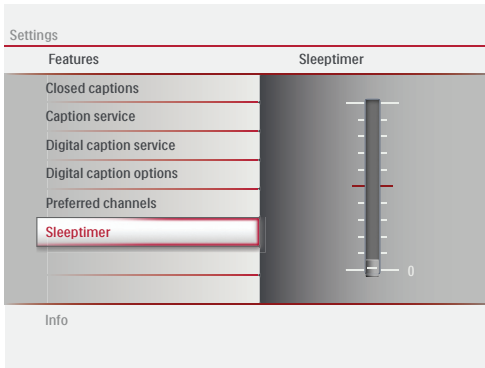 Settings
Features Sleeptimer
Closed captions
Caption service
Digital caption service
Digital caption options
Preferred channels
Sleeptimer
0
Info